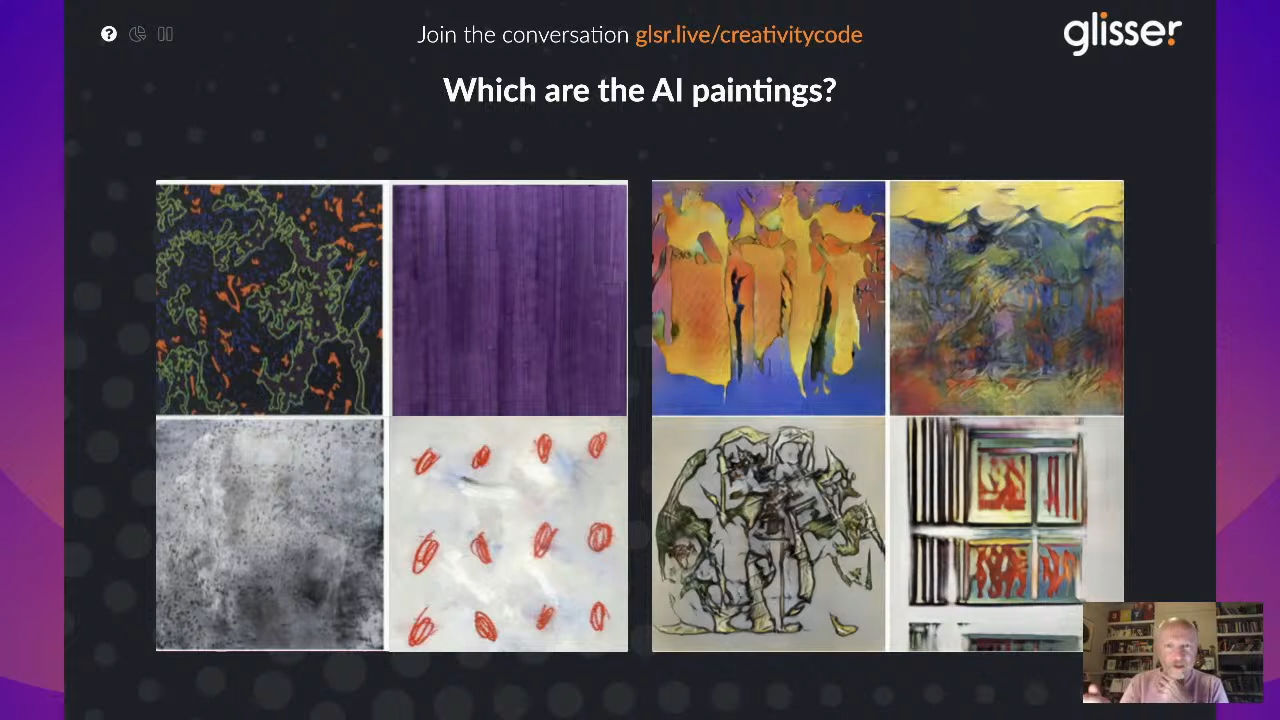 Join the conversation glsr.live/creativitycode
glisser.
Which are the AI paintings?